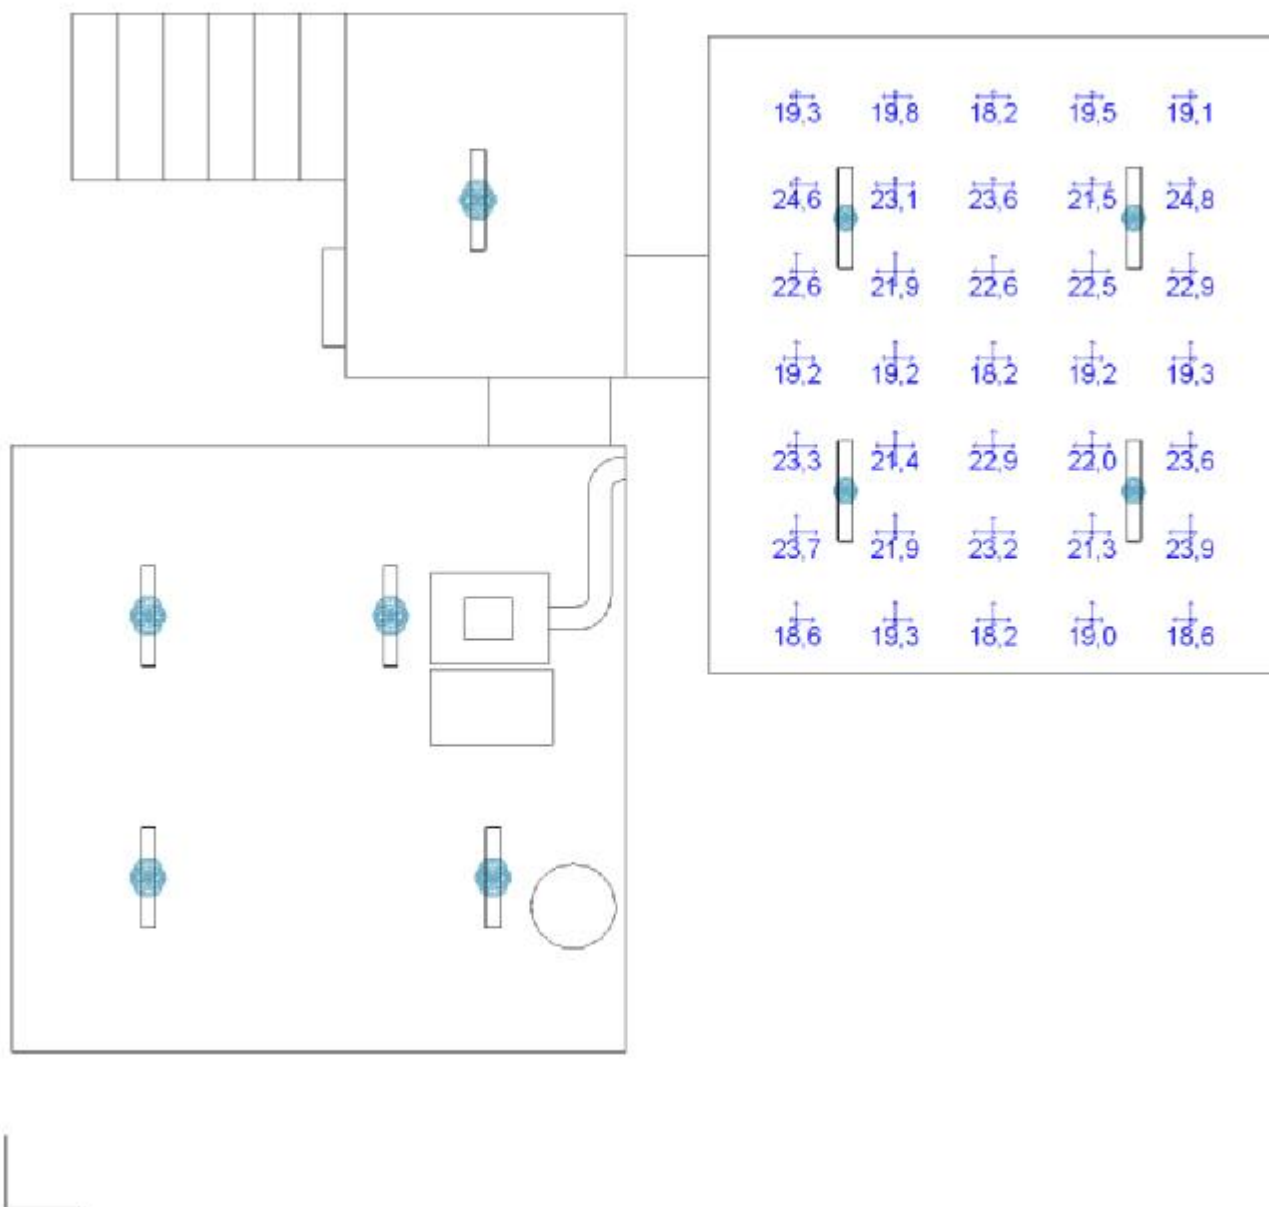 19,3 19,8 18,2 19,5 19,1
24,6 23,1 23,6 21,5 24,8
22,6 21,9 22,6 22,5 22,9
19,2 19,2 18,2 19,2 19,3
23,3 21,4 22,9 22,0 23,6
23,7 21,9 23,2 21,3 23,9
18,6 19,3 18,2 19,0 18,6